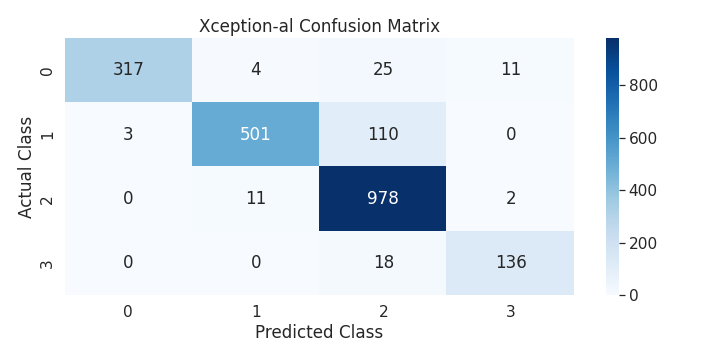 Xception-al Confusion Matrix
Actual Class
0 317 4 25 11
1 3 501 110 0
2 0 11 978 2
3 0 0 18 136
0 1 2 3
Predicted Class
800
600
400
200
0